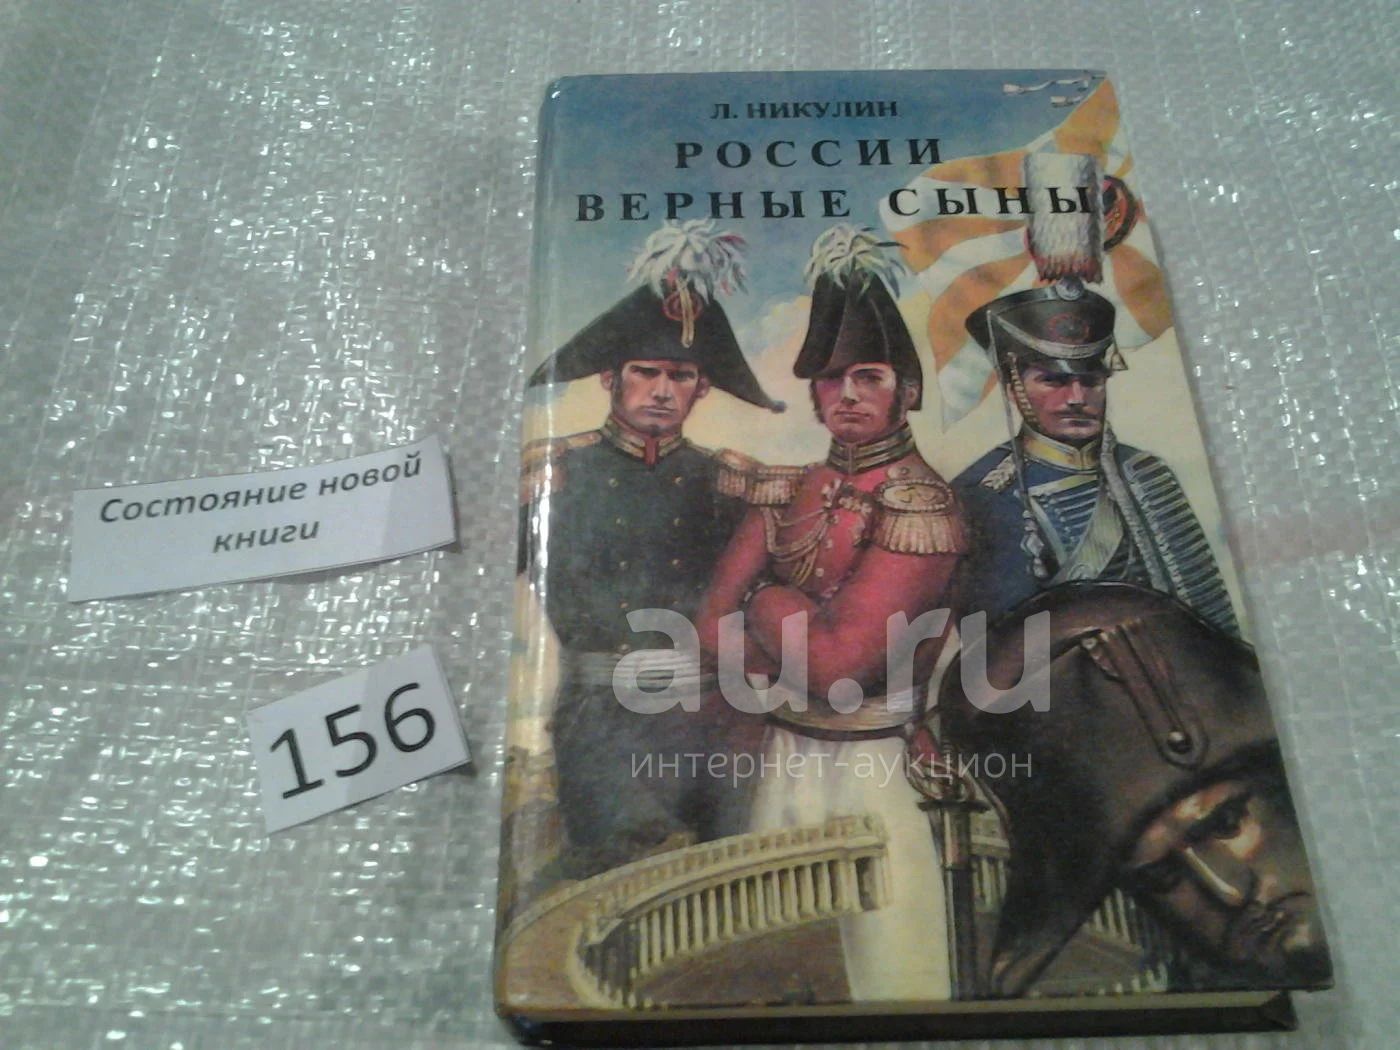 Л. НИКУЛИН
РОССИИ
ВЕРНЫЕ СЫНЫ
Состояние новой
книги
156
au.ru
интернет-аукцион